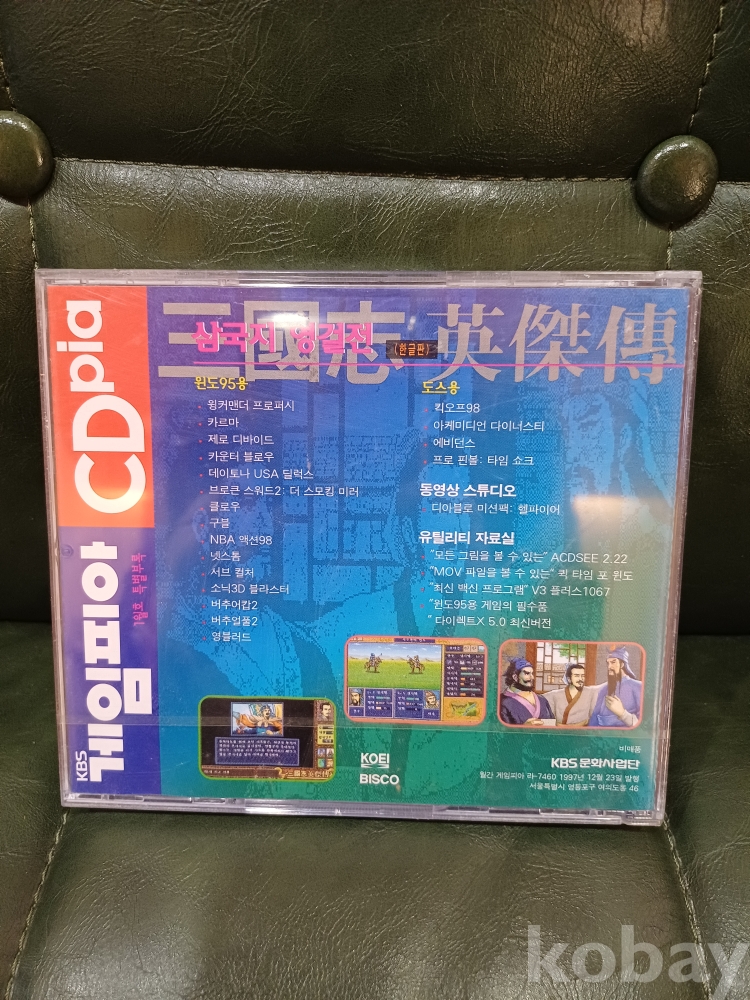 CDpia
KBS 게임피아
1월호 특별부록
三國志 英傑傳
삼국지 영걸전
(한글판)
윈도95용
윙커맨더 프로퍼시
카르마
제로 디바이드
카운터 블로우
데이토나 USA 딜럭스
브로큰 스워드2: 더 스모킹 미러
클로우
구블
NBA 액션98
넷스톰
서브 컬처
소닉3D 블라스터
버추어캅2
버추얼풀2
영블러드
도스용
킥오프98
아케미디언 다이너스티
에비던스
프로 핀볼: 타임 쇼크
동영상 스튜디오
디아블로 미션팩: 헬파이어
유틸리티 자료실
"모든 그림을 볼 수 있는" ACDSEE 2.22
"MOV 파일을 볼 수 있는" 퀵 타임 포 윈도
"최신 백신 프로그램" V3 플러스1067
"윈도95용 게임의 필수품
" 다이렉트X 5.0 최신버전
KOEI
BISCO
비매품
KBS 문화사업단
월간 게임피아 라-7460 1997년 12월 23일 발행
서울특별시 영등포구 여의도동 46
kobay